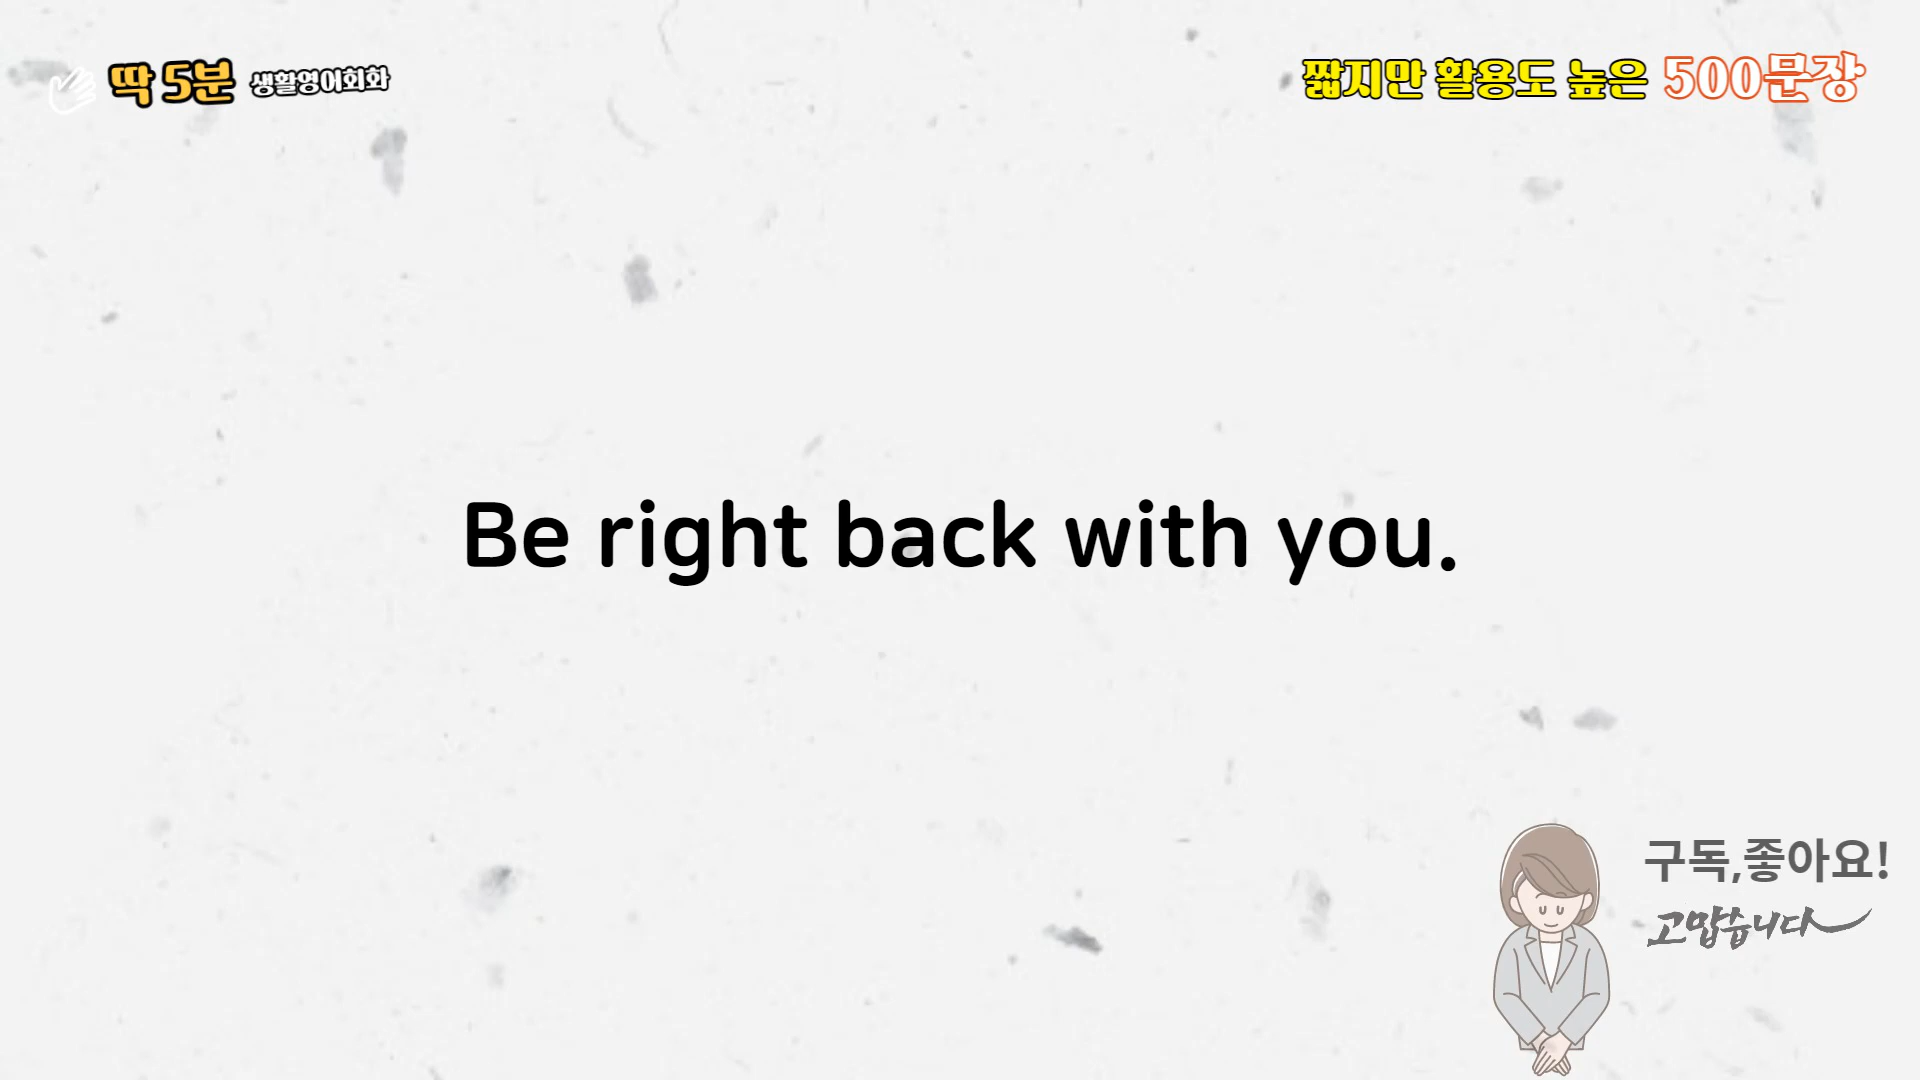 딱 5분 생활영어회화
짧지만 활용도 높은 500문장
Be right back with you.
구독,좋아요!
고맙습니다